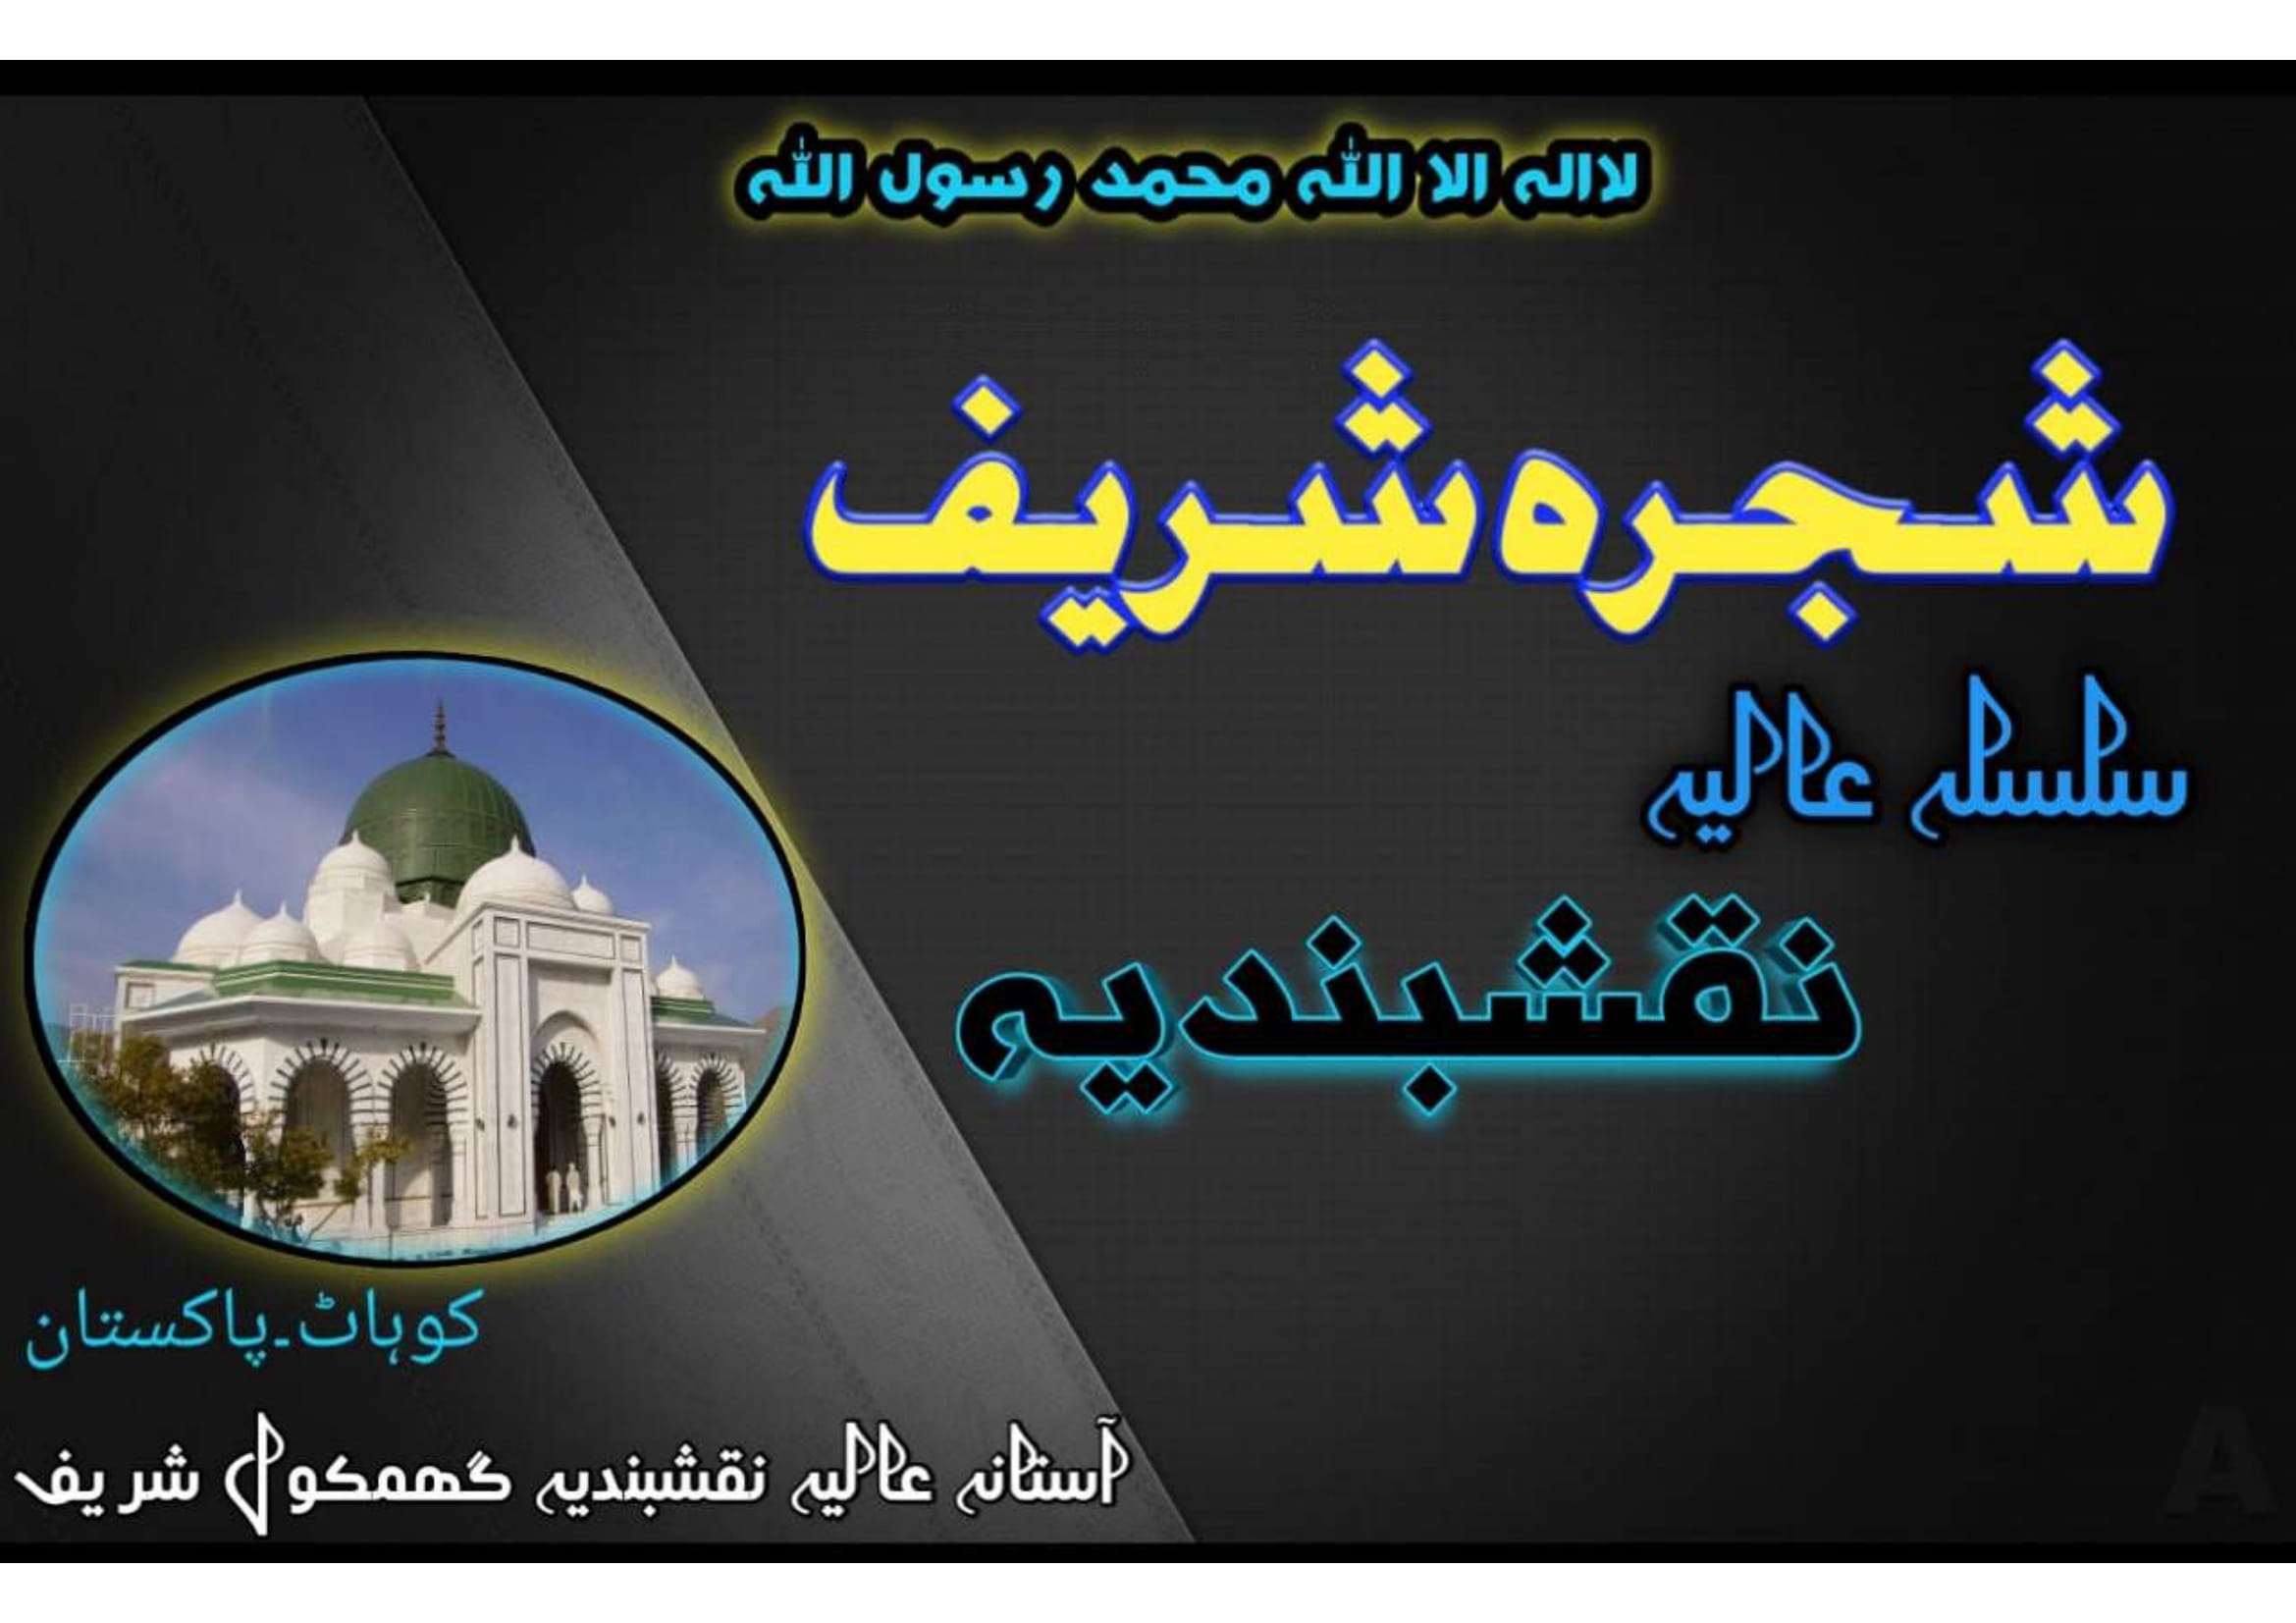 لاالہ الا اللہ محمد رسول اللہ
شجرہ شریف
سلسلہ عالیہ
نقشبندیہ
کوہاٹ۔پاکستان
آستانہ عالیہ نقشبندیہ گھمکول شریف
A